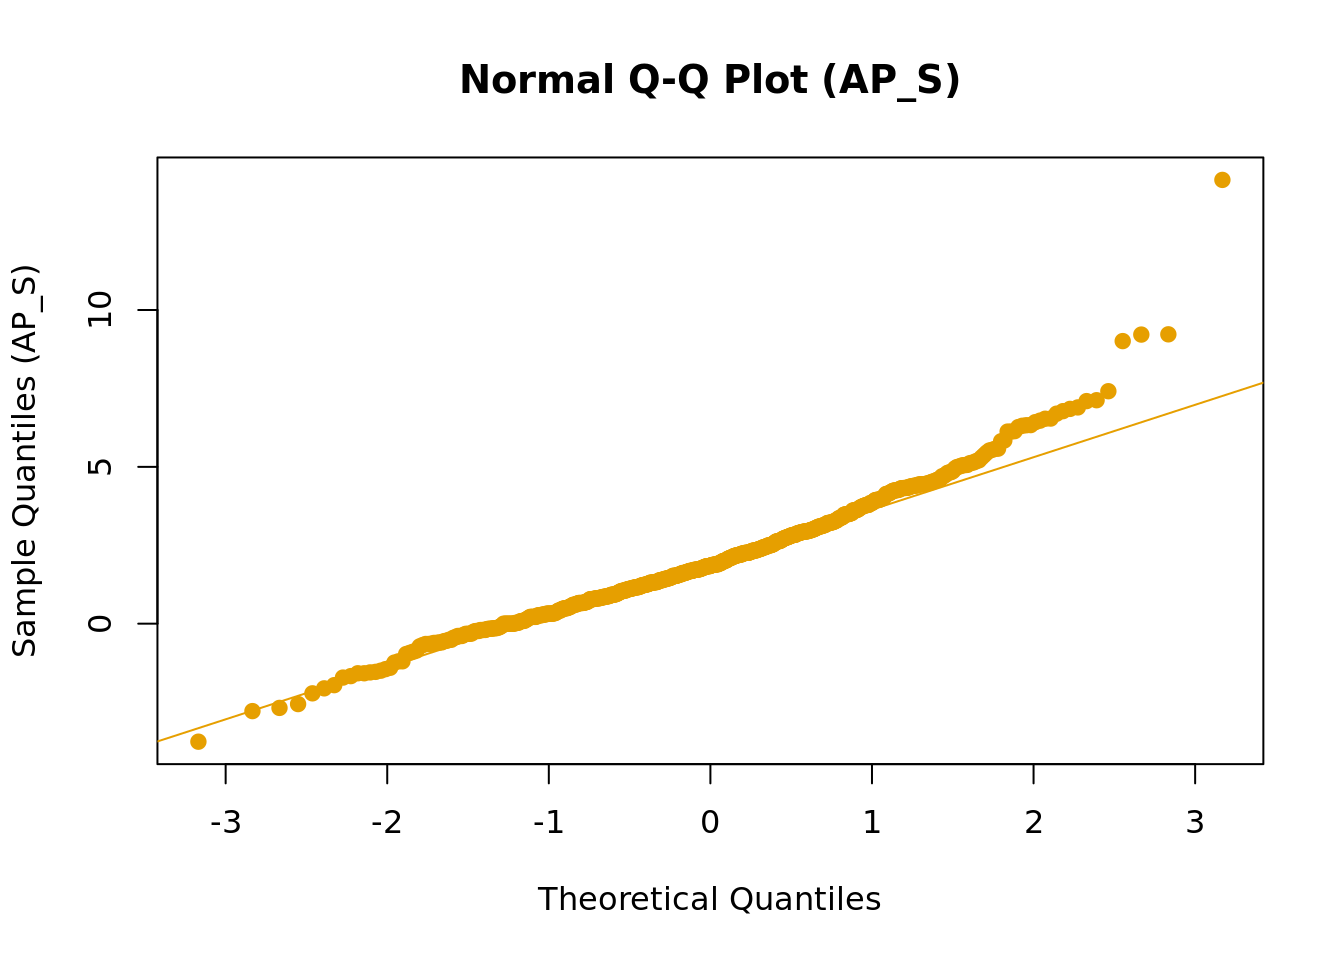 Normal Q-Q Plot (AP_S)
Sample Quantiles (AP_S)
10
5
0
-3 -2 -1 0 1 2 3
Theoretical Quantiles